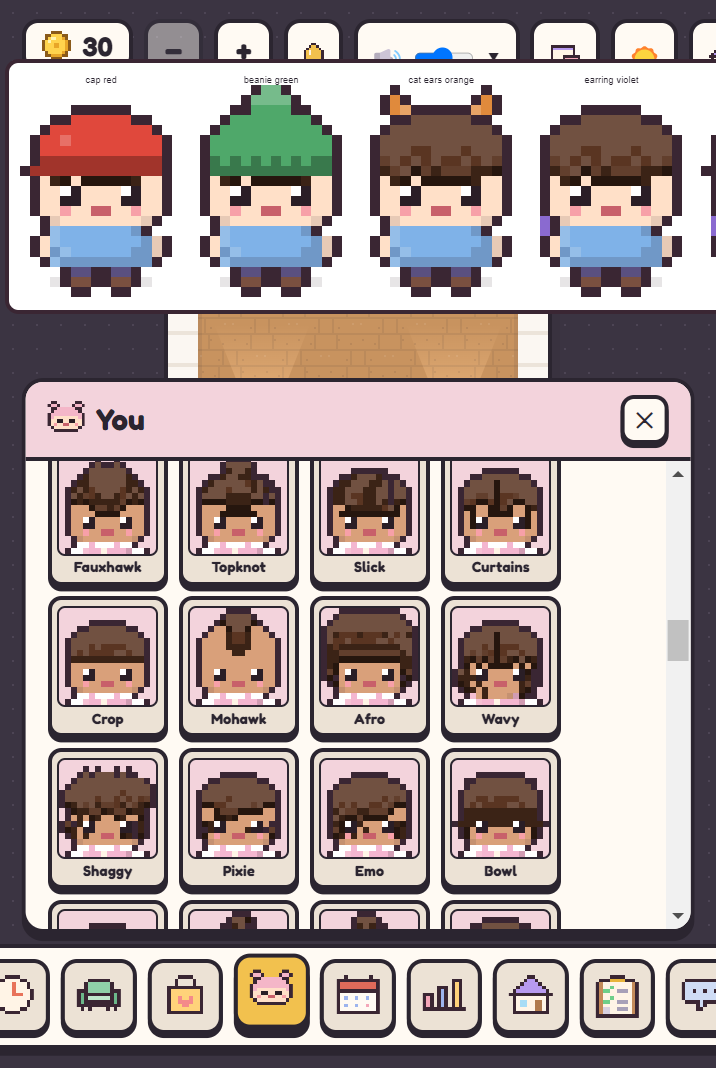 30
cap red
beanie green
cat ears orange
earring violet
You
Fauxhawk
Topknot
Slick
Curtains
Crop
Mohawk
Afro
Wavy
Shaggy
Pixie
Emo
Bowl